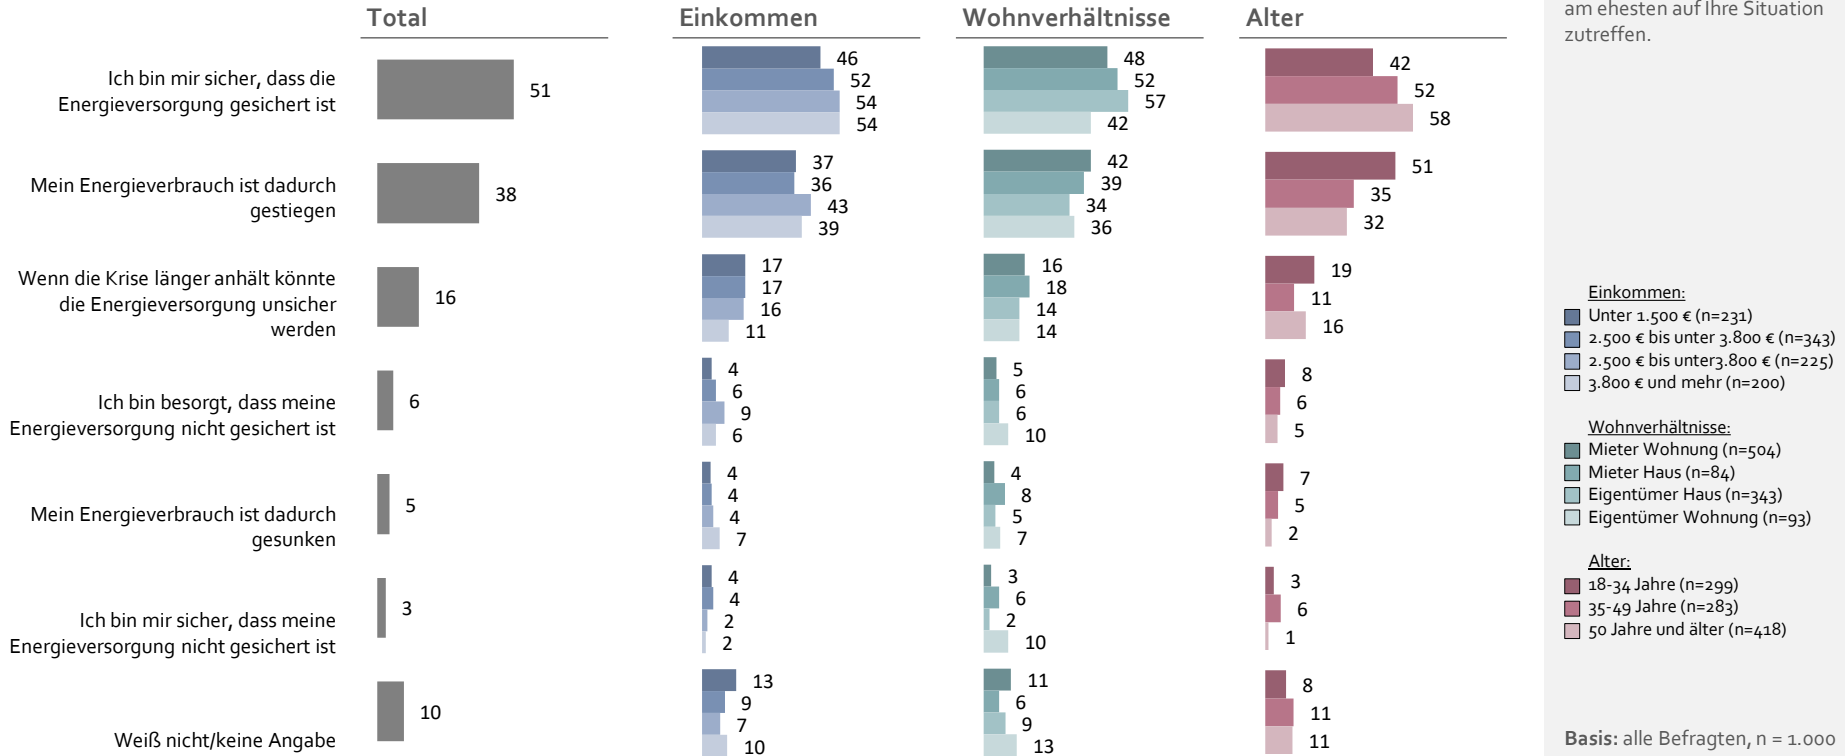 Total
Einkommen
Wohnverhältnisse
Alter
am ehesten auf Ihre Situation
zutreffen.
Ich bin mir sicher, dass die
Energieversorgung gesichert ist
51
46
52
54
54
48
52
57
42
42
52
58
Mein Energieverbrauch ist dadurch
gestiegen
38
37
36
43
39
42
39
34
36
51
35
32
Wenn die Krise länger anhält könnte
die Energieversorgung unsicher
werden
16
17
17
16
11
16
18
14
14
19
11
16
Ich bin besorgt, dass meine
Energieversorgung nicht gesichert ist
6
4
6
9
6
5
6
6
10
8
6
5
Mein Energieverbrauch ist dadurch
gesunken
5
4
4
4
7
4
8
5
7
7
5
2
Ich bin mir sicher, dass meine
Energieversorgung nicht gesichert ist
3
4
4
2
2
3
6
2
10
3
6
1
Weiß nicht/keine Angabe
10
13
9
7
10
11
6
9
13
8
11
11
Einkommen:
Unter 1.500 € (n=231)
2.500 € bis unter 3.800 € (n=343)
2.500 € bis unter3.800 € (n=225)
3.800 € und mehr (n=200)
Wohnverhältnisse:
Mieter Wohnung (n=504)
Mieter Haus (n=84)
Eigentümer Haus (n=343)
Eigentümer Wohnung (n=93)
Alter:
18-34 Jahre (n=299)
35-49 Jahre (n=283)
50 Jahre und älter (n=418)
Basis: alle Befragten, n = 1.000